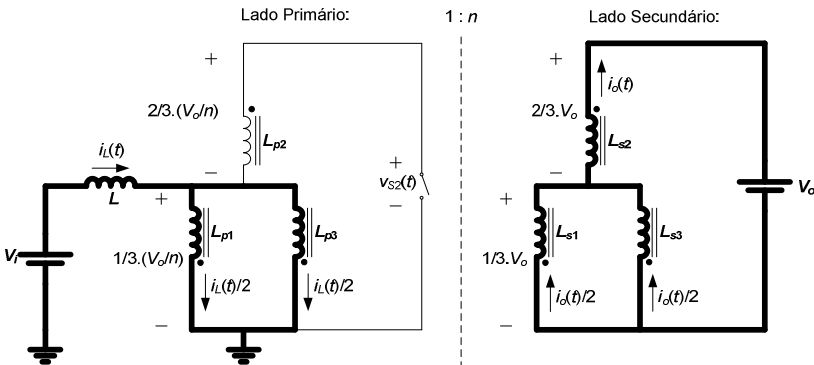 Lado Primário:
1 : n
Lado Secundário:
+
+
io(t)
2/3.(Vo/n)
Lp2
2/3.Vo
Ls2
iL(t)
−
+
vS2(t)
−
−
Vo
L
+
Lp1
Lp3
+
Ls1
Ls3
Vi
1/3.(Vo/n)
1/3.Vo
iL(t)/2
iL(t)/2
io(t)/2
io(t)/2
−
−